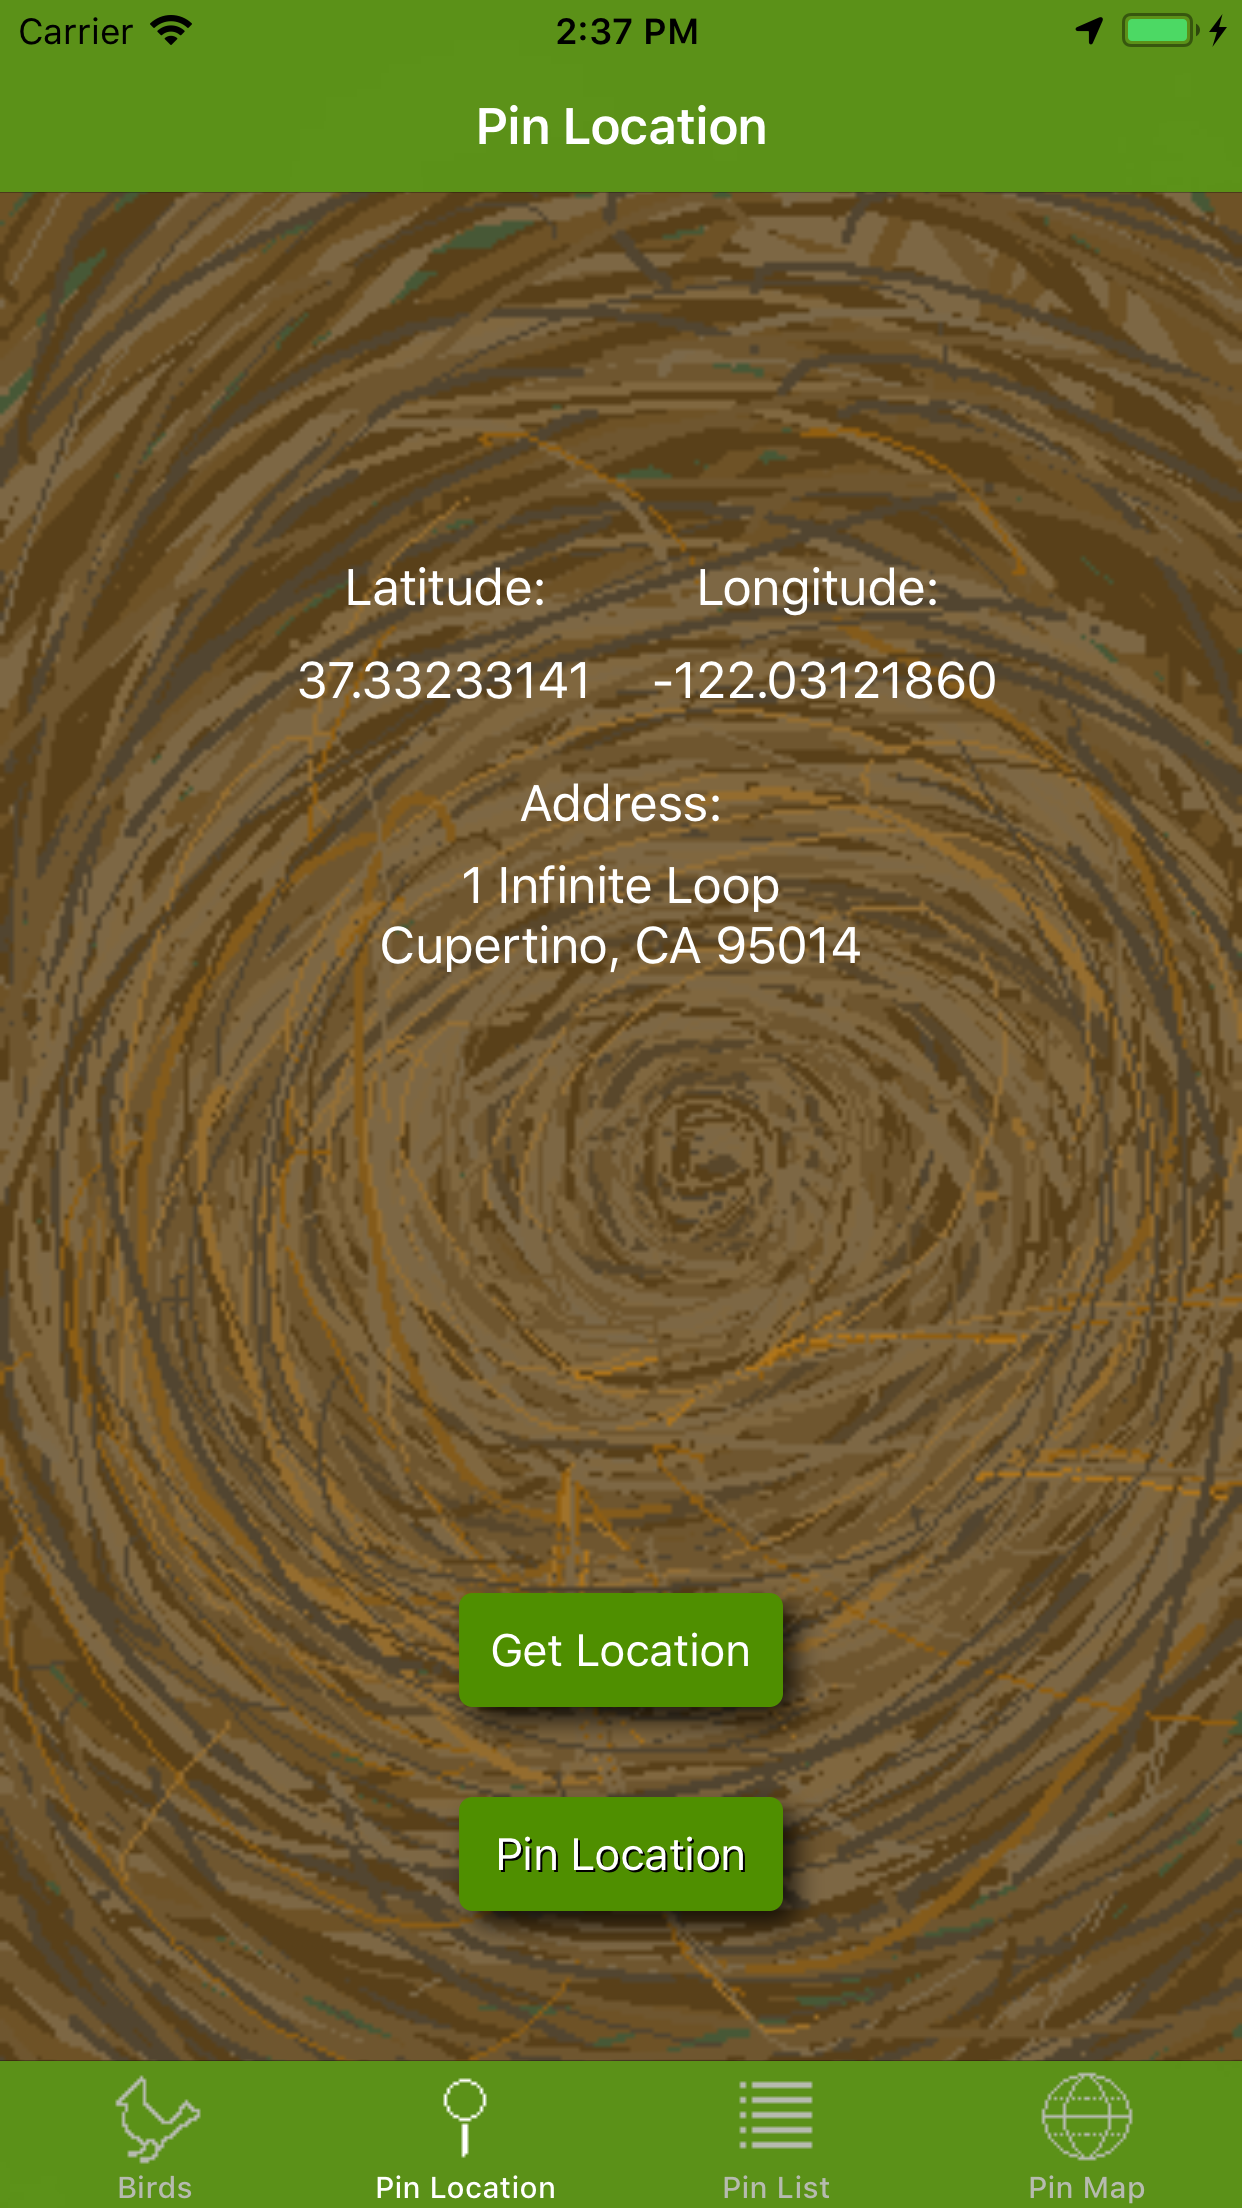 Carrier 2:37 PM
Pin Location
Latitude: Longitude:
37.33233141 -122.03121860
Address:
1 Infinite Loop
Cupertino, CA 95014
Get Location
Pin Location
Birds Pin Location Pin List Pin Map